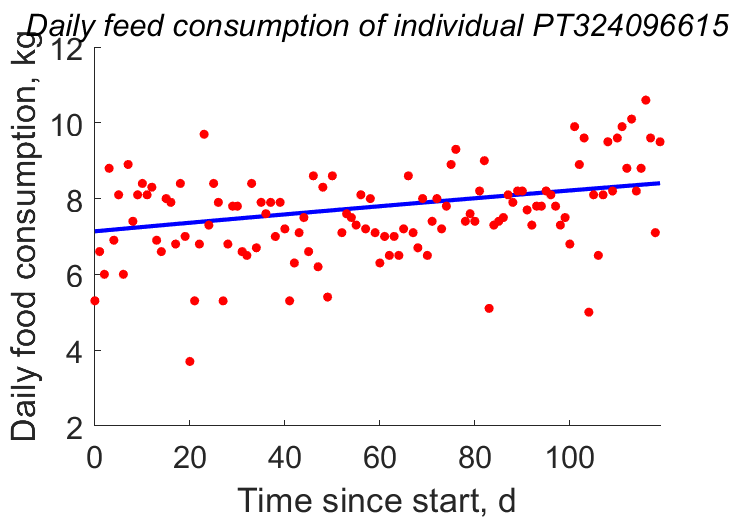 Daily feed consumption of individual PT324096615
Daily food consumption, kg
12
10
8
6
4
2
0 20 40 60 80 100
Time since start, d